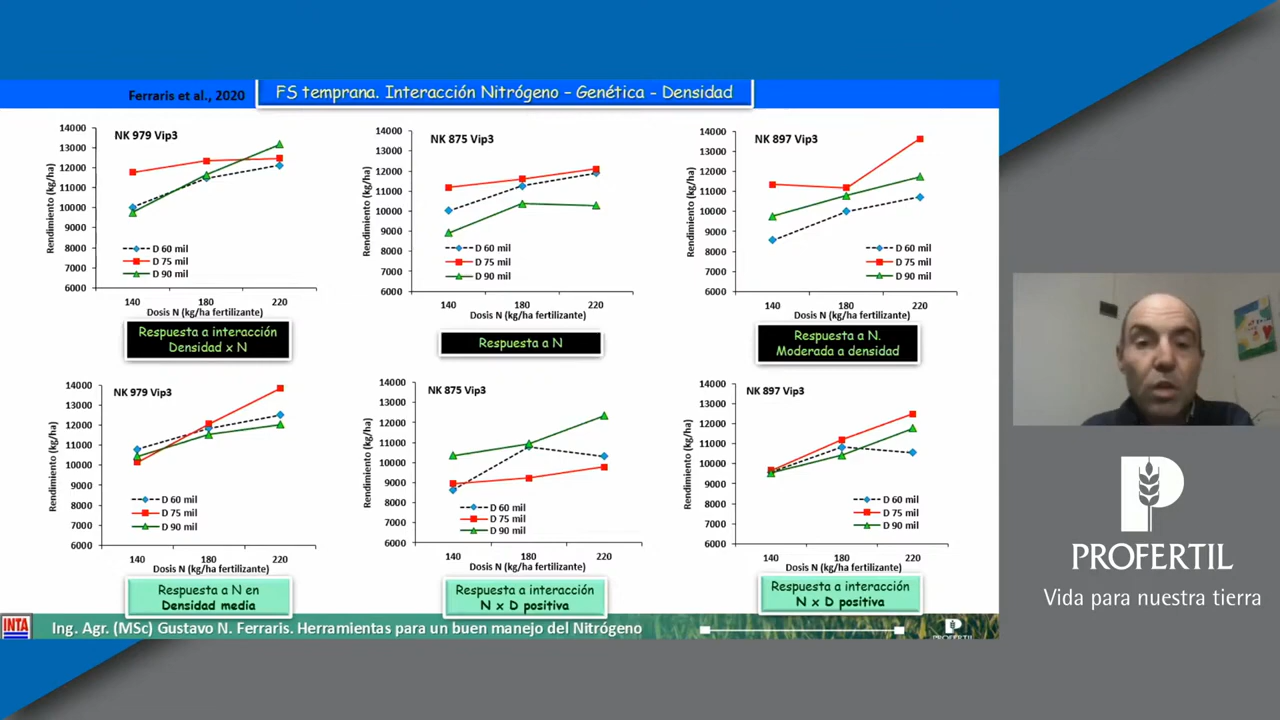 Ferraris et al., 2020
FS temprana. Interacción Nitrógeno – Genética - Densidad
NK 979 Vip3
Rendimiento (kg/ha)
14000
13000
12000
11000
10000
9000
8000
7000
6000
D 60 mil
D 75 mil
D 90 mil
140 180 220
Dosis N (kg/ha fertilizante)
Respuesta a interacción
Densidad x N
NK 875 Vip3
Rendimiento (kg/ha)
14000
13000
12000
11000
10000
9000
8000
7000
6000
D 60 mil
D 75 mil
D 90 mil
140 180 220
Dosis N (kg/ha fertilizante)
Respuesta a N
NK 897 Vip3
Rendimiento (kg/ha)
14000
13000
12000
11000
10000
9000
8000
7000
6000
D 60 mil
D 75 mil
D 90 mil
140 180 220
Dosis N (kg/ha fertilizante)
Respuesta a N.
Moderada a densidad
NK 979 Vip3
Rendimiento (kg/ha)
14000
13000
12000
11000
10000
9000
8000
7000
6000
D 60 mil
D 75 mil
D 90 mil
140 180 220
Dosis N (kg/ha fertilizante)
Respuesta a N en
Densidad media
NK 875 Vip3
Rendimiento (kg/ha)
14000
13000
12000
11000
10000
9000
8000
7000
6000
D 60 mil
D 75 mil
D 90 mil
140 180 220
Dosis N (kg/ha fertilizante)
Respuesta a interacción
N x D positiva
NK 897 Vip3
Rendimiento (kg/ha)
14000
13000
12000
11000
10000
9000
8000
7000
6000
D 60 mil
D 75 mil
D 90 mil
140 180 220
Dosis N (kg/ha fertilizante)
Respuesta a interacción
N x D positiva
INTA
Ing. Agr. (MSc) Gustavo N. Ferraris. Herramientas para un buen manejo del Nitrógeno
PROFERTIL
PROFERTIL
Vida para nuestra tierra